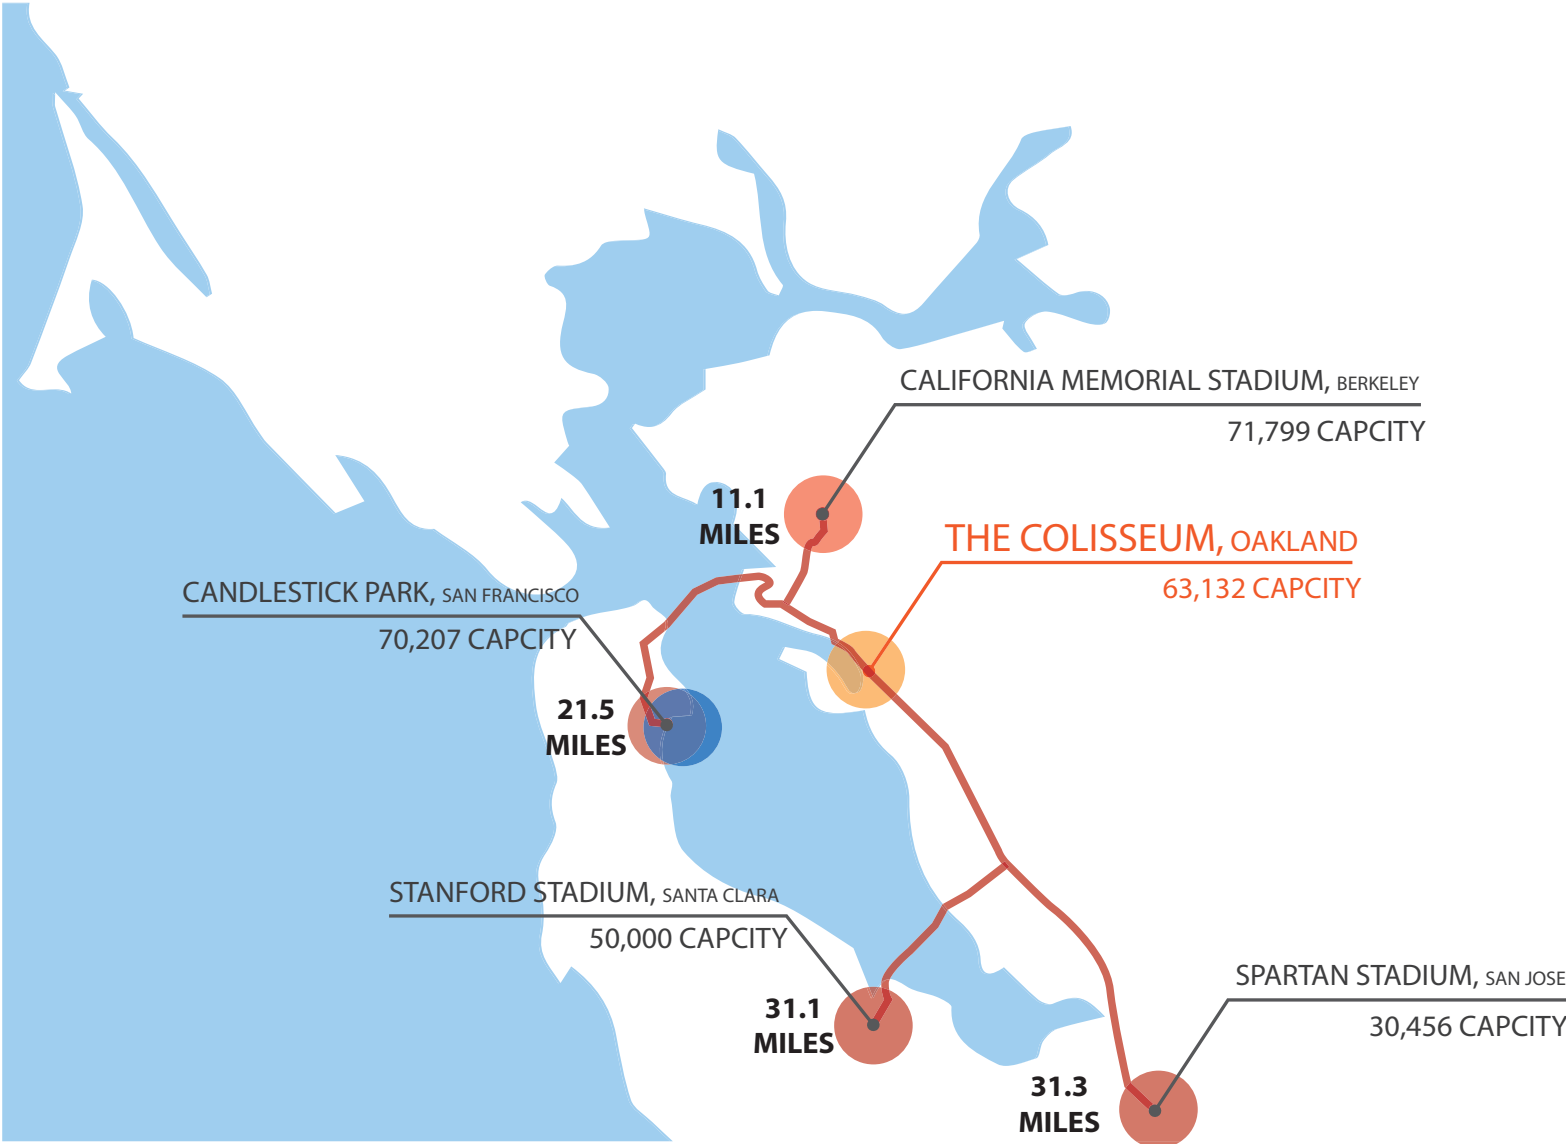 CALIFORNIA MEMORIAL STADIUM, BERKELEY
71,799 CAPCITY
11.1
MILES
THE COLISSEUM, OAKLAND
63,132 CAPCITY
CANDLESTICK PARK, SAN FRANCISCO
70,207 CAPCITY
21.5
MILES
STANFORD STADIUM, SANTA CLARA
50,000 CAPCITY
31.1
MILES
SPARTAN STADIUM, SAN JOSE
30,456 CAPCITY
31.3
MILES